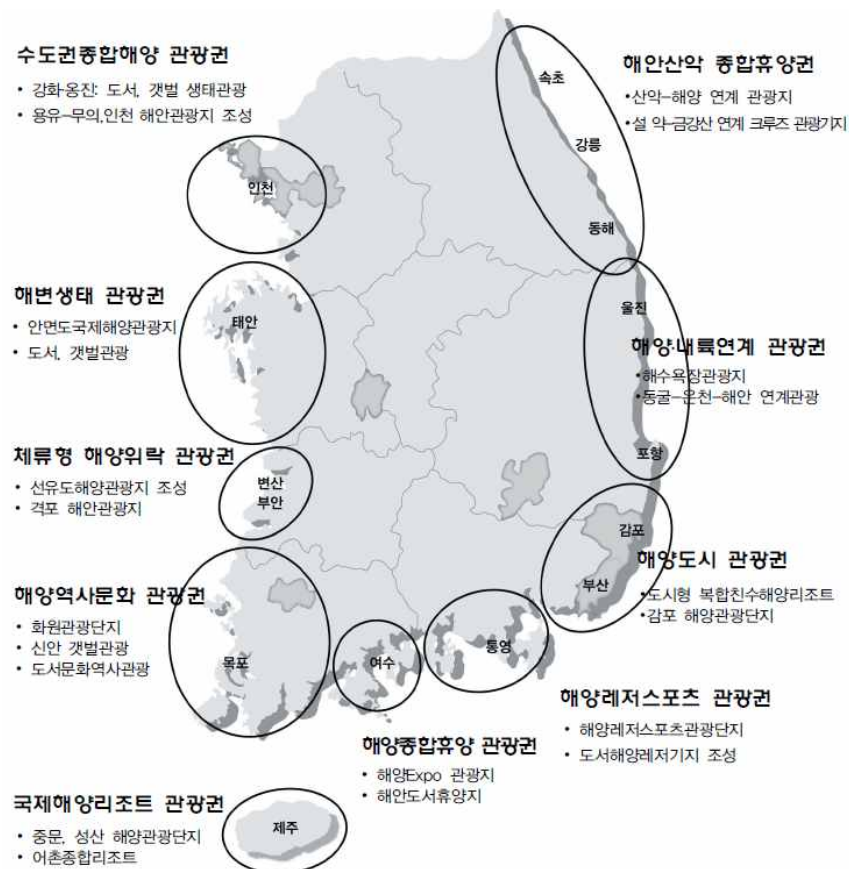 수도권종합해양 관광권
• 강화·옹진: 도서, 갯벌 생태관광
• 용유-무의,인천 해안관광지 조성
인천
해안산악 종합휴양권
•산악-해양 연계 관광지
•설 악-금강산 연계 크루즈 관광기지
속초
강릉
동해
해변생태 관광권
• 안면도국제해양관광지
• 도서, 갯벌관광
태안
울진
해양·내륙연계 관광권
•해수욕장관광지
•동굴-온천-해안 연계관광
포항
체류형 해양위락 관광권
• 선유도해양관광지 조성
• 격포 해안관광지
변산
부안
감포
부산
해양도시 관광권
•도시형 복합친수해양리조트
•감포 해양관광단지
해양역사문화 관광권
• 화원관광단지
• 신안 갯벌관광
• 도서문화역사관광
목포
여수
통영
해양레저스포츠 관광권
• 해양레저스포츠관광단지
• 도서해양레저기지 조성
해양종합휴양 관광권
• 해양Expo 관광지
• 해안도서휴양지
국제해양리조트 관광권
• 중문, 성산 해양관광단지
• 어촌종합리조트
제주